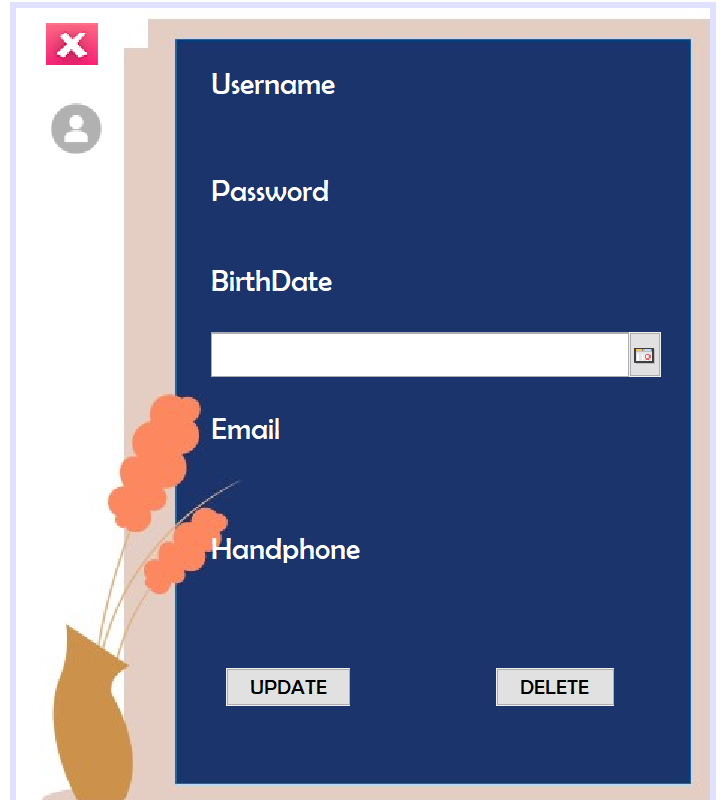 Username
Password
BirthDate
Email
Handphone
UPDATE
DELETE